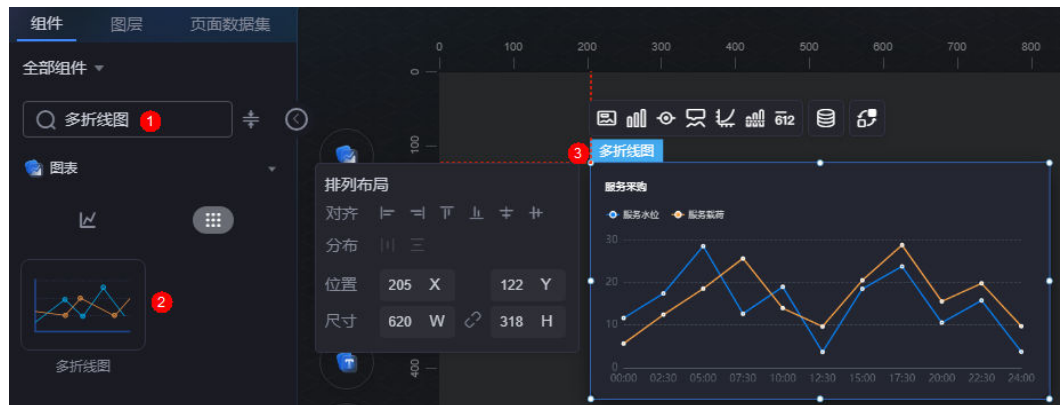 组件 图层 页面数据集
全部组件
多折线图 1
图表
2
多折线图
0 100 200 300 400 500 600 700 800
0
100
400
排列布局
对齐
分布
位置 205 X 122 Y
尺寸 620 W 318 H
612
3 多折线图
服务采购
服务水位 服务载荷
30
20
10
0
00:00 02:30 05:00 07:30 10:00 12:30 15:00 17:30 20:00 22:30 24:00
T